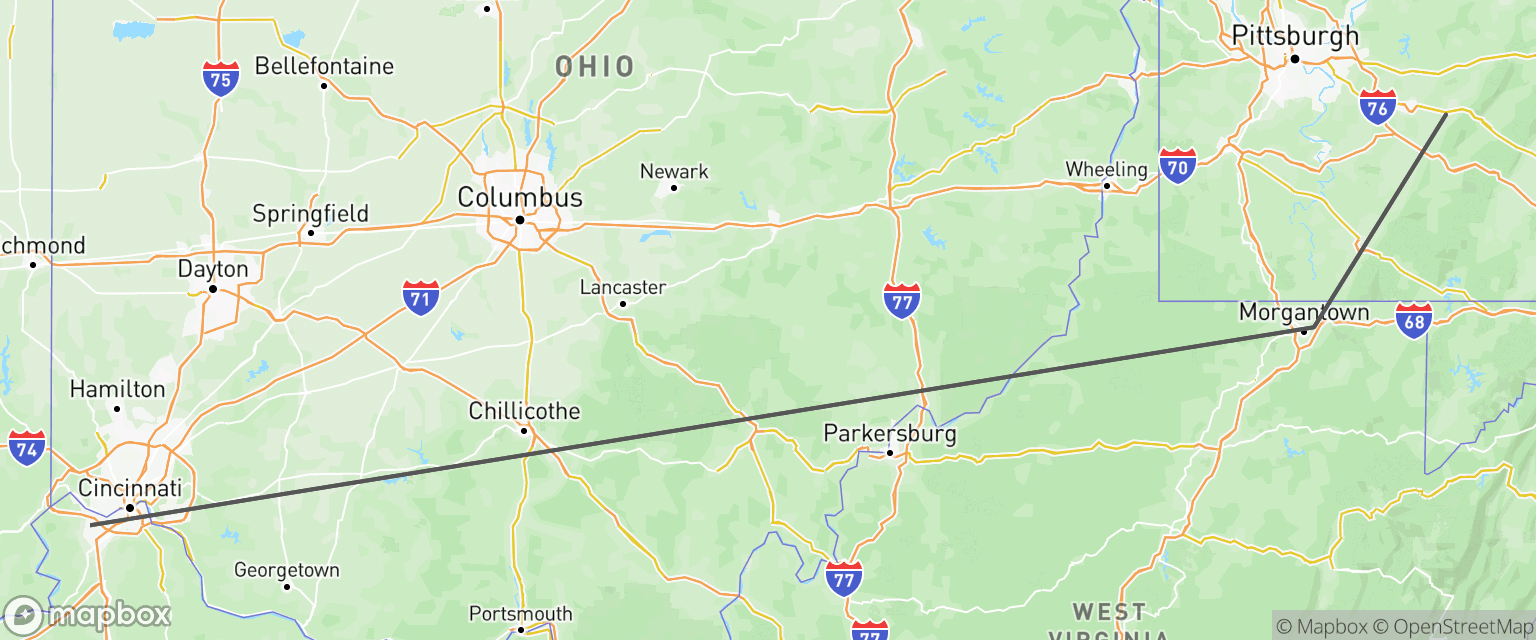 Pittsburgh
OHIO
Bellefontaine
75
76
Newark
Wheeling
70
Columbus
Springfield
chmond
Dayton
Lancaster
71
77
Morgantown
68
Hamilton
Chillicothe
74
Parkersburg
Cincinnati
Georgetown
77
Portsmouth
WEST
VIRGINIA
77
mapbox
© Mapbox © OpenStreetMap